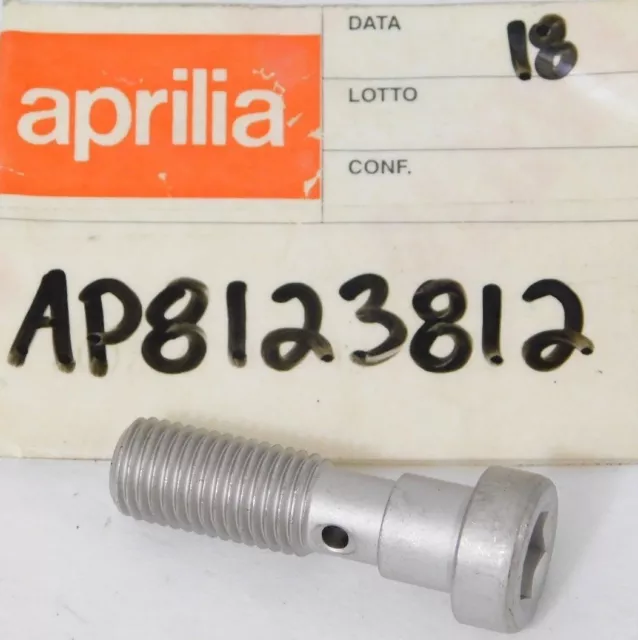 aprilia
DATA 18
LOTTO
CONF.
AP8123812